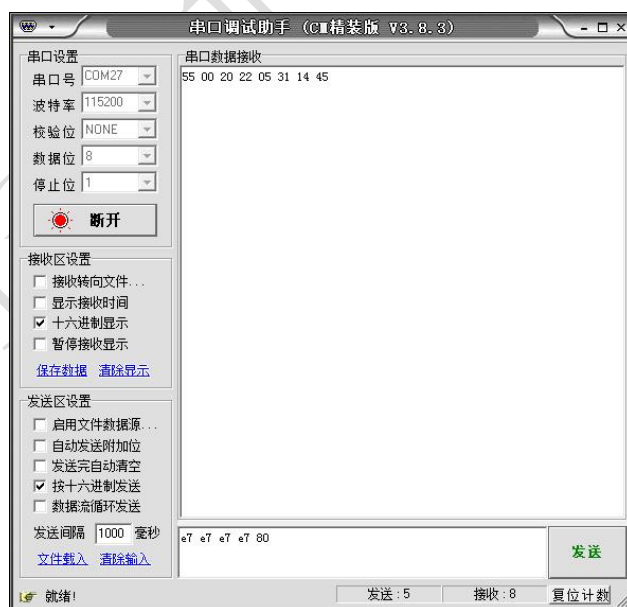 串口调试助手 (CM精装版 V3.8.3)
串口设置
串口号 COM27
波特率 115200
校验位 NONE
数据位 8
停止位 1
断开
接收区设置
接收转向文件...
显示接收时间
十六进制显示
暂停接收显示
保存数据 清除显示
发送区设置
启用文件数据源...
自动发送附加位
发送完自动清空
按十六进制发送
数据流循环发送
发送间隔 1000 毫秒
文件载入 清除输入
串口数据接收
55 00 20 22 05 31 14 45
e7 e7 e7 e7 80
发送
就绪! 发送:5 接收:8 复位计数